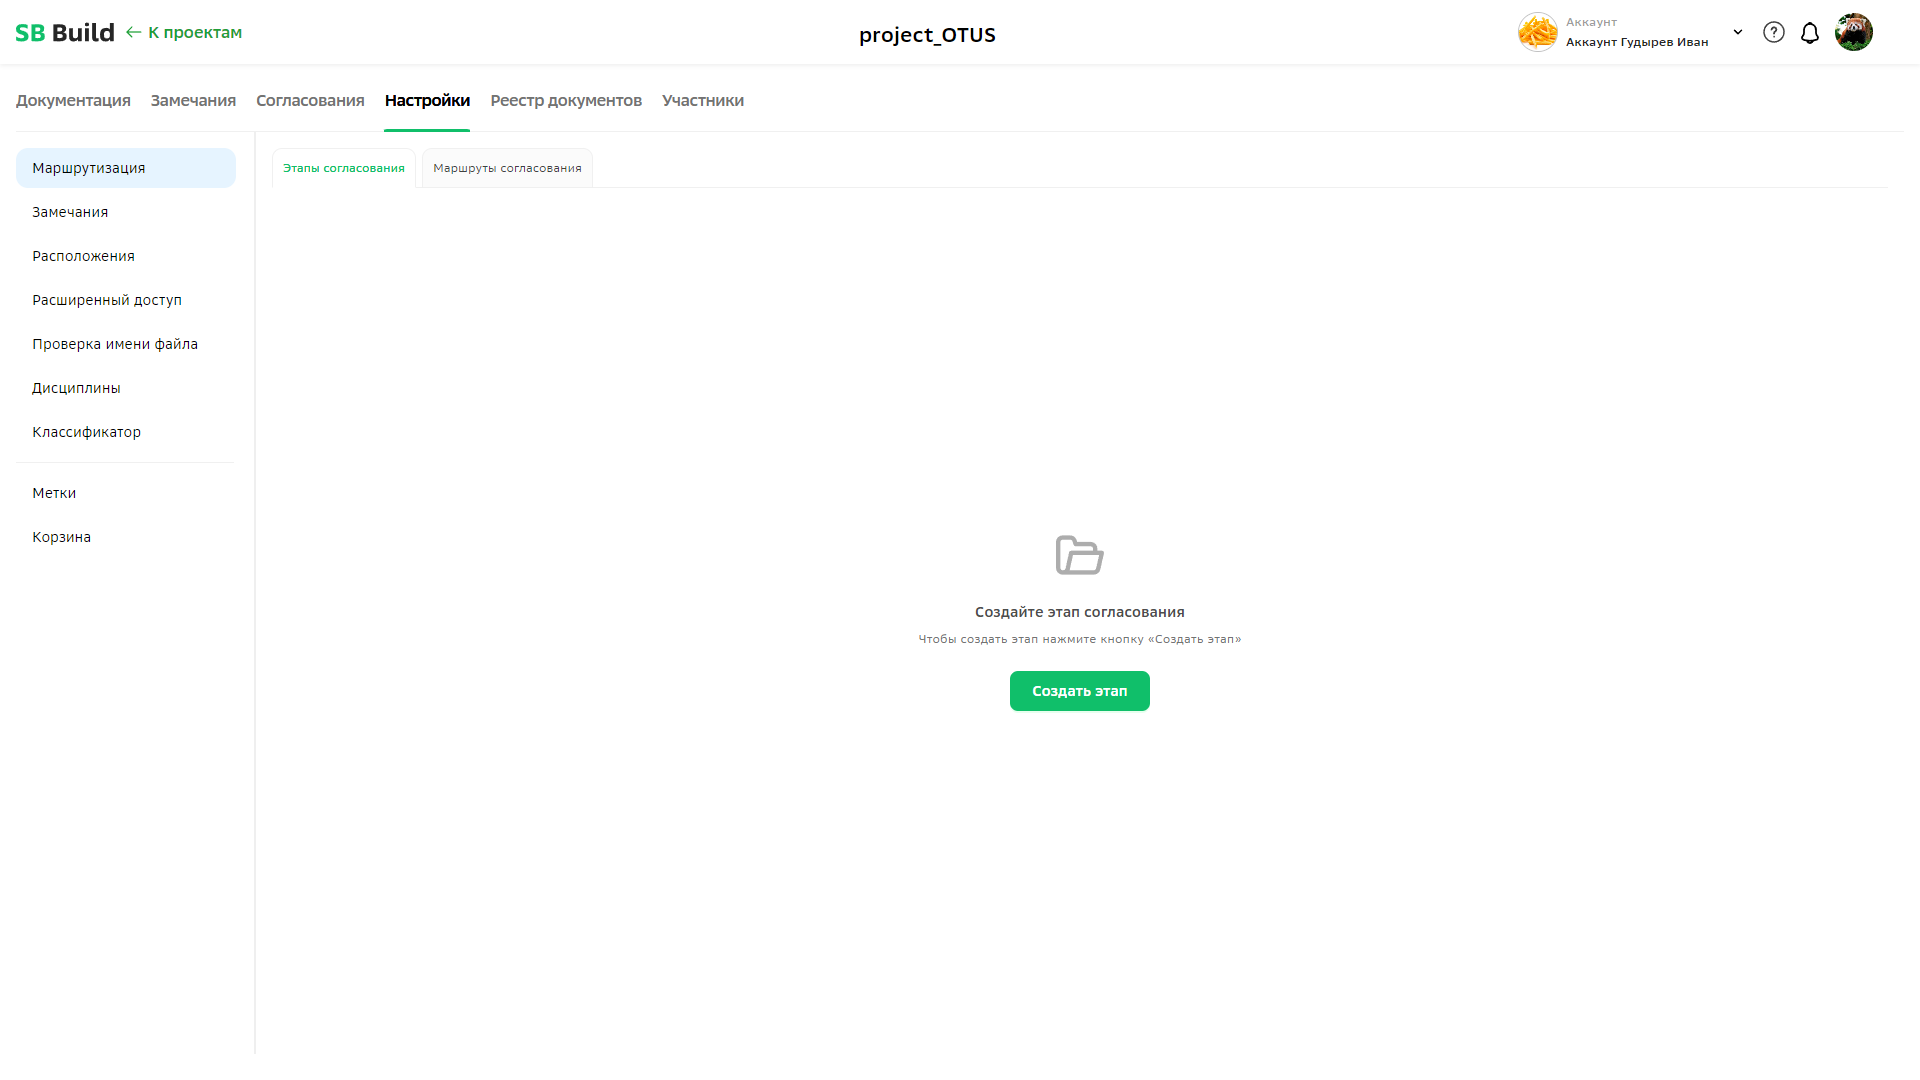 SB Build
К проектам
project_OTUS
Аккаунт
Аккаунт Гудырев Иван
Документация
Замечания
Согласования
Настройки
Реестр документов
Участники
Маршрутизация
Замечания
Расположения
Расширенный доступ
Проверка имени файла
Дисциплины
Классификатор
Метки
Корзина
Этапы согласования
Маршруты согласования
Создайте этап согласования
Чтобы создать этап нажмите кнопку «Создать этап»
Создать этап